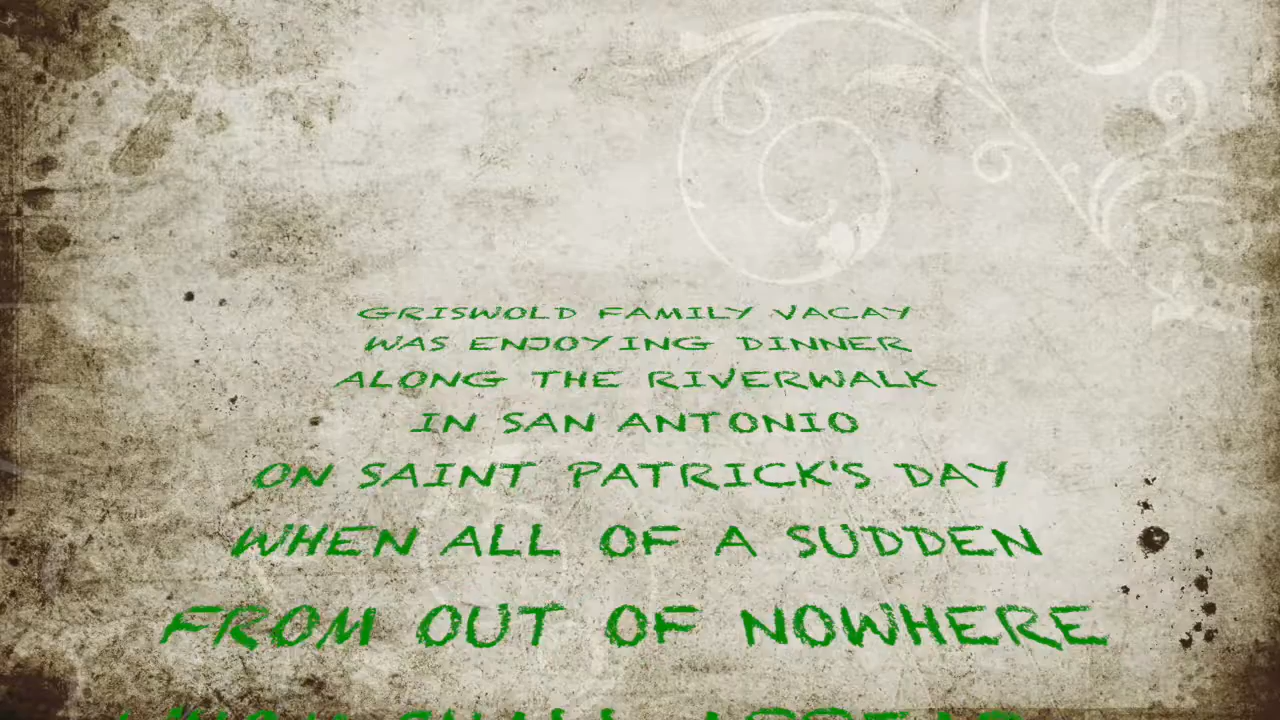 GRISWOLD FAMILY VACAY
WAS ENJOYING DINNER
ALONG THE RIVERWALK
IN SAN ANTONIO
ON SAINT PATRICK'S DAY
WHEN ALL OF A SUDDEN
FROM OUT OF NOWHERE